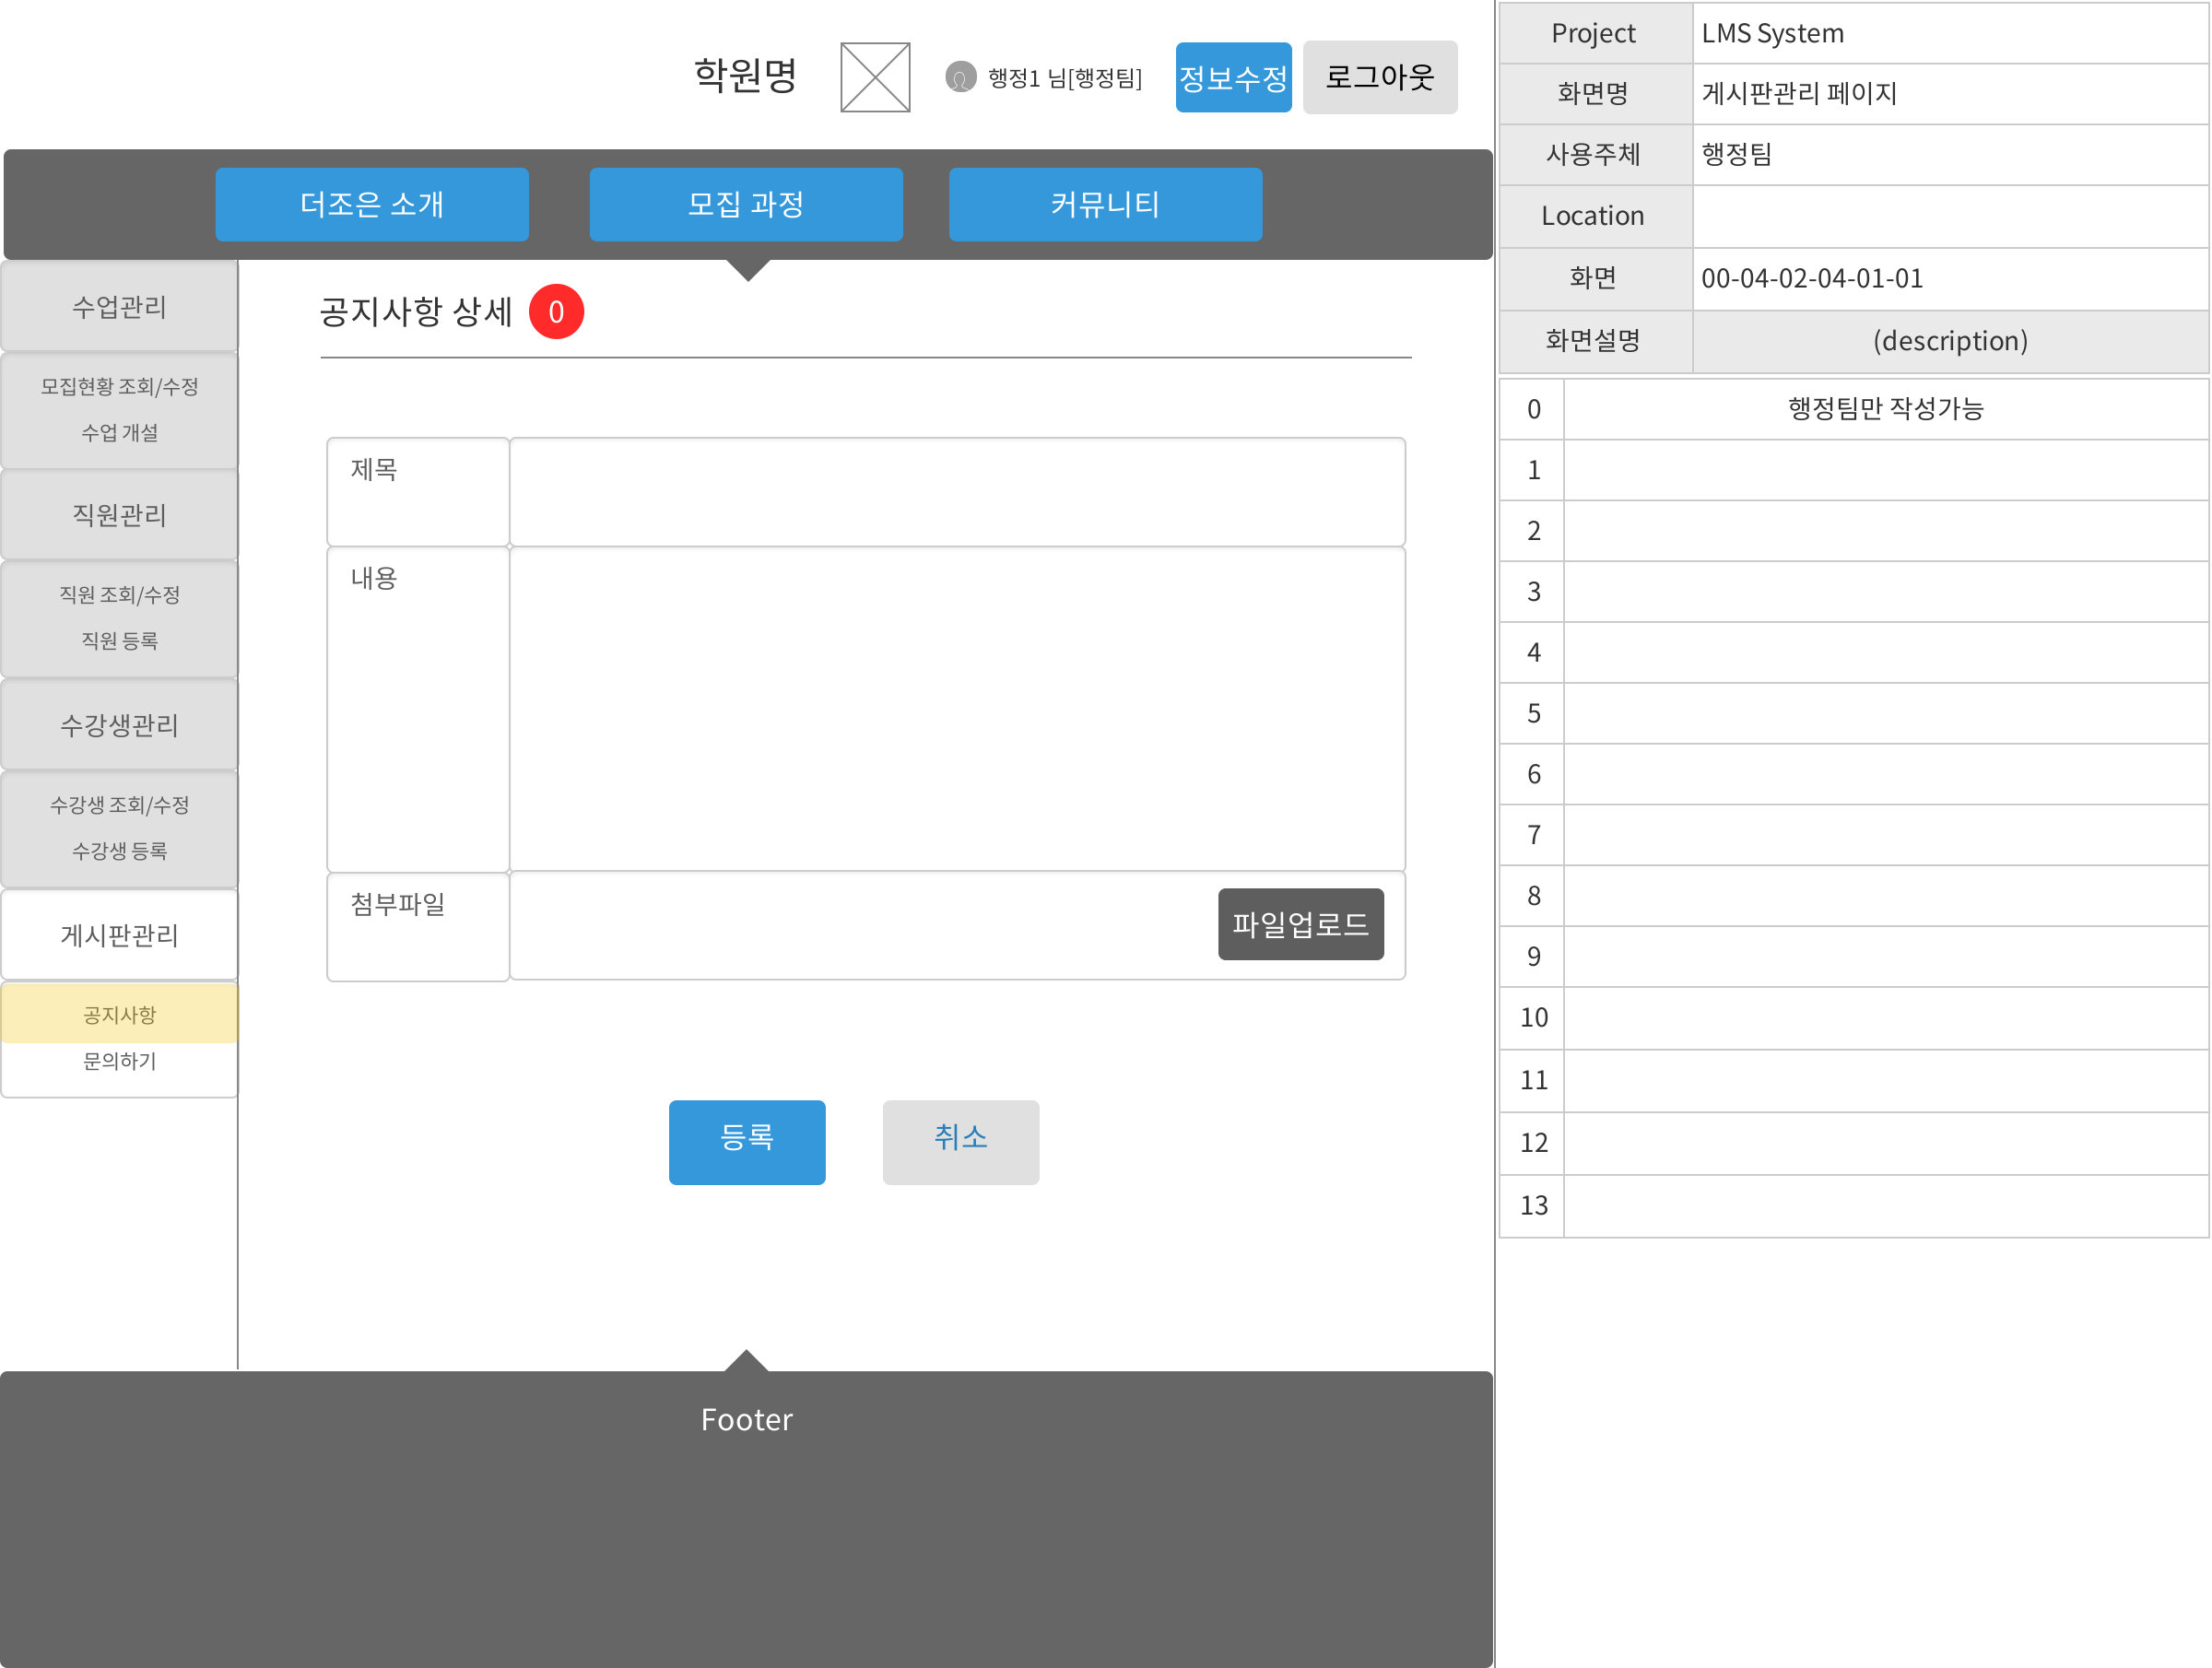 학원명
행정1 님[행정팀]
정보수정
로그아웃
더조은 소개
모집 과정
커뮤니티
수업관리
모집현황 조회/수정
수업 개설
직원관리
직원 조회/수정
직원 등록
수강생관리
수강생 조회/수정
수강생 등록
게시판관리
공지사항
문의하기
공지사항 상세
0
제목
내용
첨부파일
파일업로드
등록
취소
Footer
Project LMS System
화면명 게시판관리 페이지
사용주체 행정팀
Location
화면 00-04-02-04-01-01
화면설명 (description)
0 행정팀만 작성가능
1
2
3
4
5
6
7
8
9
10
11
12
13